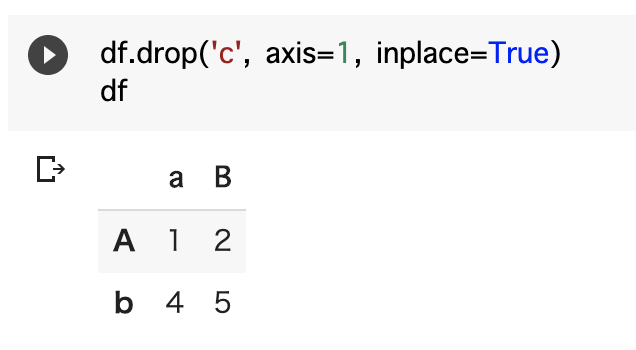 df.drop('c', axis=1, inplace=True)
df
a B
A 1 2
b 4 5